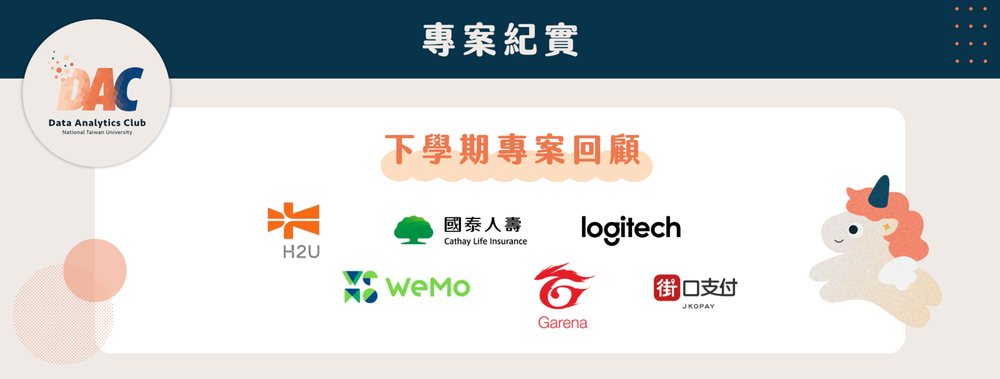 專案紀實
DAC
Data Analytics Club
National Taiwan University
下學期專案回顧
H2U
國泰人壽
Cathay Life Insurance
logitech
WeMo
Garena
街口支付
JKOPAY